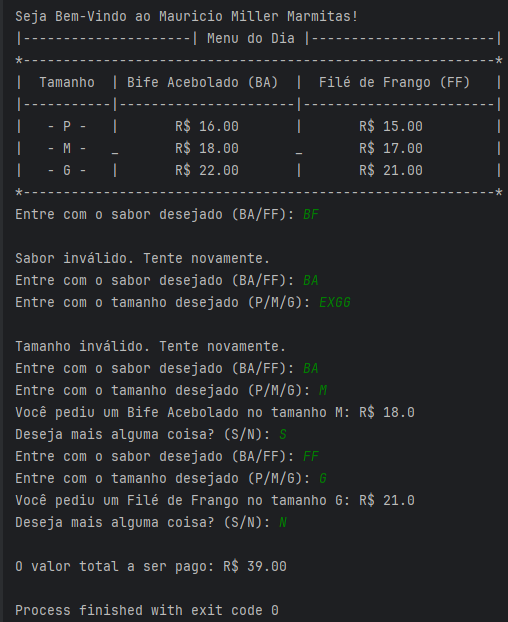 Seja Bem-Vindo ao Mauricio Miller Marmitas!
|---------------------| Menu do Dia |-----------------------|
*-----------------------------------------------------------*
|  Tamanho  | Bife Acebolado (BA)  |  Filé de Frango (FF)   |
|-----------|----------------------|------------------------|
|   - P -   |       R$ 16.00       |       R$ 15.00         |
|   - M -   _       R$ 18.00       _       R$ 17.00         |
|   - G -   |       R$ 22.00       |       R$ 21.00         |
*-----------------------------------------------------------*
Entre com o sabor desejado (BA/FF): BF

Sabor inválido. Tente novamente.
Entre com o sabor desejado (BA/FF): BA
Entre com o tamanho desejado (P/M/G): EXGG

Tamanho inválido. Tente novamente.
Entre com o sabor desejado (BA/FF): BA
Entre com o tamanho desejado (P/M/G): M
Você pediu um Bife Acebolado no tamanho M: R$ 18.0
Deseja mais alguma coisa? (S/N): S
Entre com o sabor desejado (BA/FF): FF
Entre com o tamanho desejado (P/M/G): G
Você pediu um Filé de Frango no tamanho G: R$ 21.0
Deseja mais alguma coisa? (S/N): N

O valor total a ser pago: R$ 39.00

Process finished with exit code 0